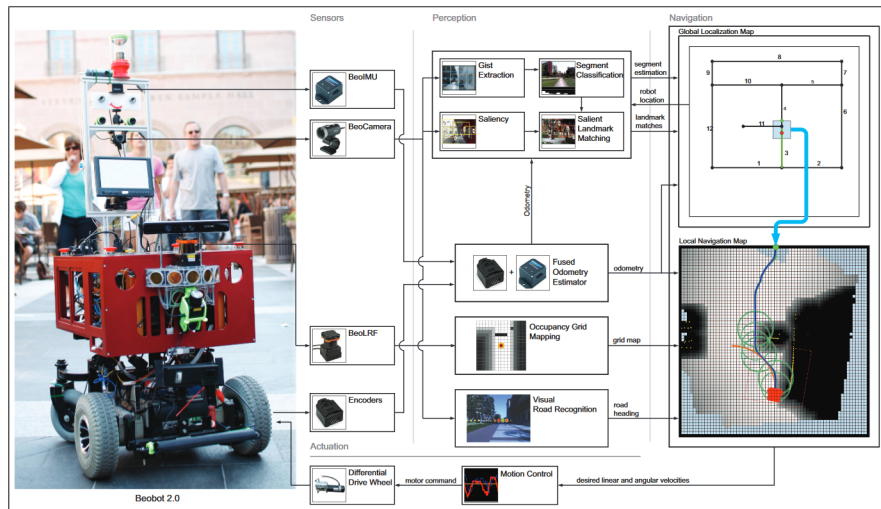 Sensors
Perception
Navigation
Global Localization Map
BeoIMU
BeoCamera
Gist
Extraction
Segment
Classification
Saliency
Salient
Landmark
Matching
segment
estimation
robot
location
landmark
matches
8
9
7
10
5
4
6
12
11
3
1
2
Odometry
Local Navigation Map
+
Fused
Odometry
Estimator
odometry
BeoLRF
Occupancy Grid
Mapping
grid map
Encoders
Visual
Road Recognition
road
heading
Actuation
Differential
Drive Wheel
motor command
Motion Control
desired linear and angular velocities
Beobot 2.0